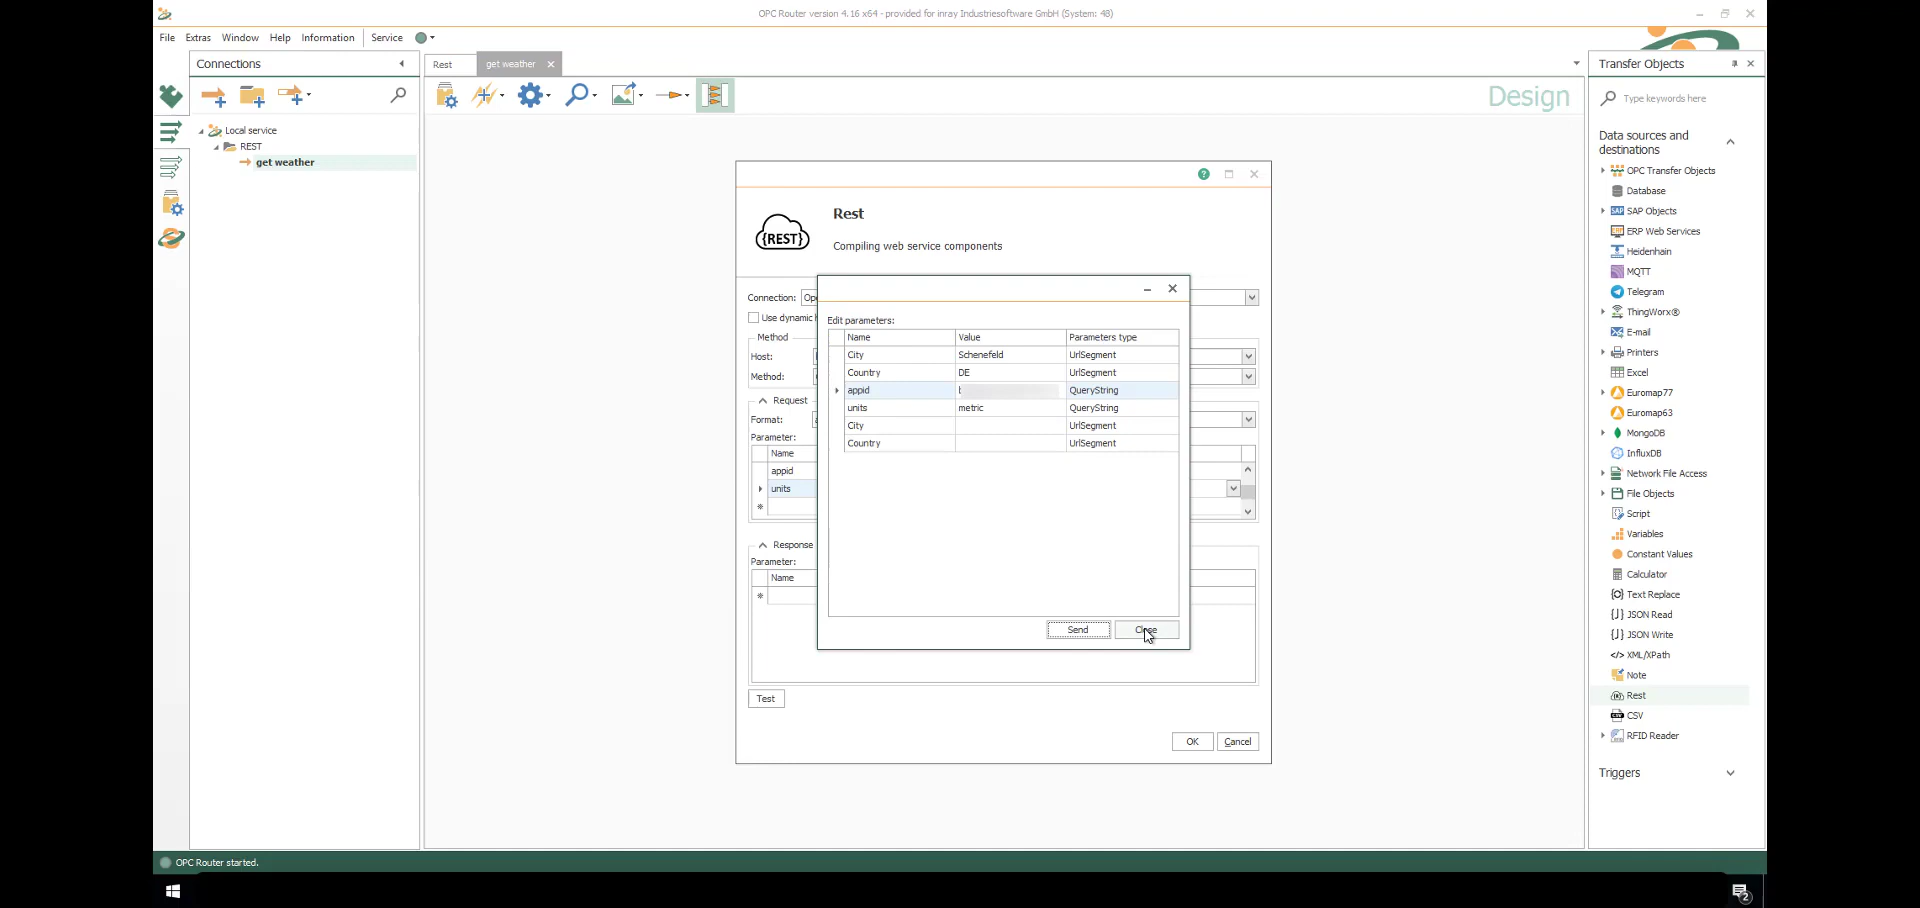 OPC Router version 4.16 x64 - provided for inray Industriesoftware GmbH (System: 48)
File Extras Window Help Information Service
Connections
Local service
REST
get weather
Rest
get weather
Design
Rest
{REST}
Compiling web service components
Connection:
Use dynamic
Method
Host:
Method:
Request
Format:
Parameter:
Name
appid
units
Response
Parameter:
Name
Test
OK
Cancel
Edit parameters:
Name Value Parameters type
City Schenefeld UrlSegment
Country DE UrlSegment
appid QueryString
units metric QueryString
City UrlSegment
Country UrlSegment
Send
Close
Transfer Objects
Type keywords here
Data sources and
destinations
OPC Transfer Objects
Database
SAP Objects
ERP Web Services
Heidenhain
MQTT
Telegram
ThingWorx®
E-mail
Printers
Excel
Euromap77
Euromap63
MongoDB
InfluxDB
Network File Access
File Objects
Script
Variables
Constant Values
Calculator
Text Replace
JSON Read
JSON Write
XML/XPath
Note
Rest
CSV
RFID Reader
Triggers
OPC Router started.
2